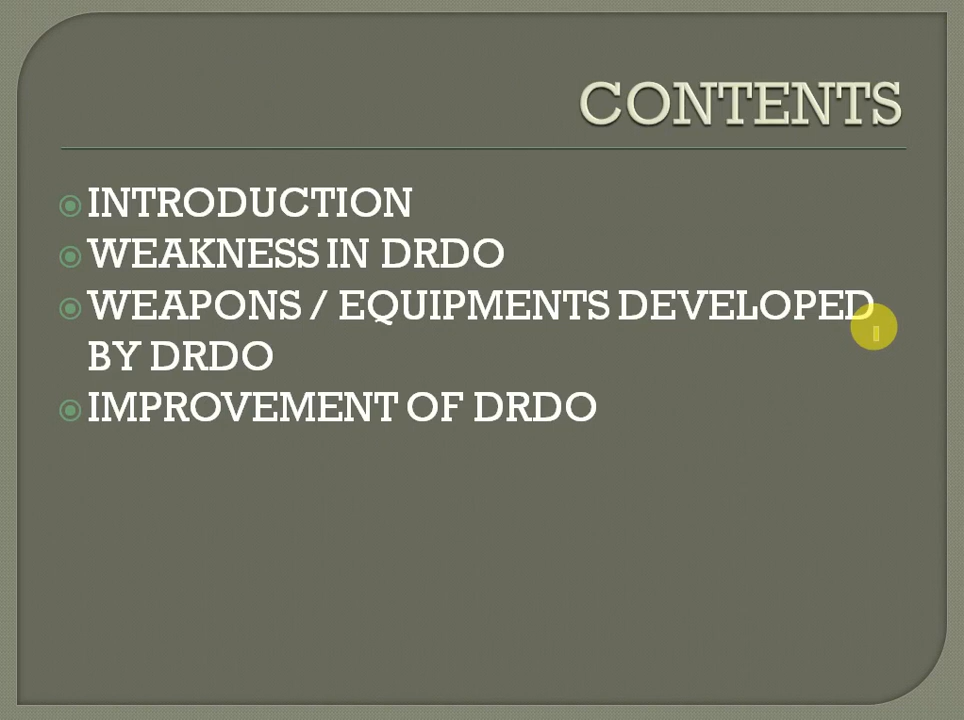 CONTENTS
INTRODUCTION
WEAKNESS IN DRDO
WEAPONS / EQUIPMENTS DEVELOPED
BY DRDO
IMPROVEMENT OF DRDO